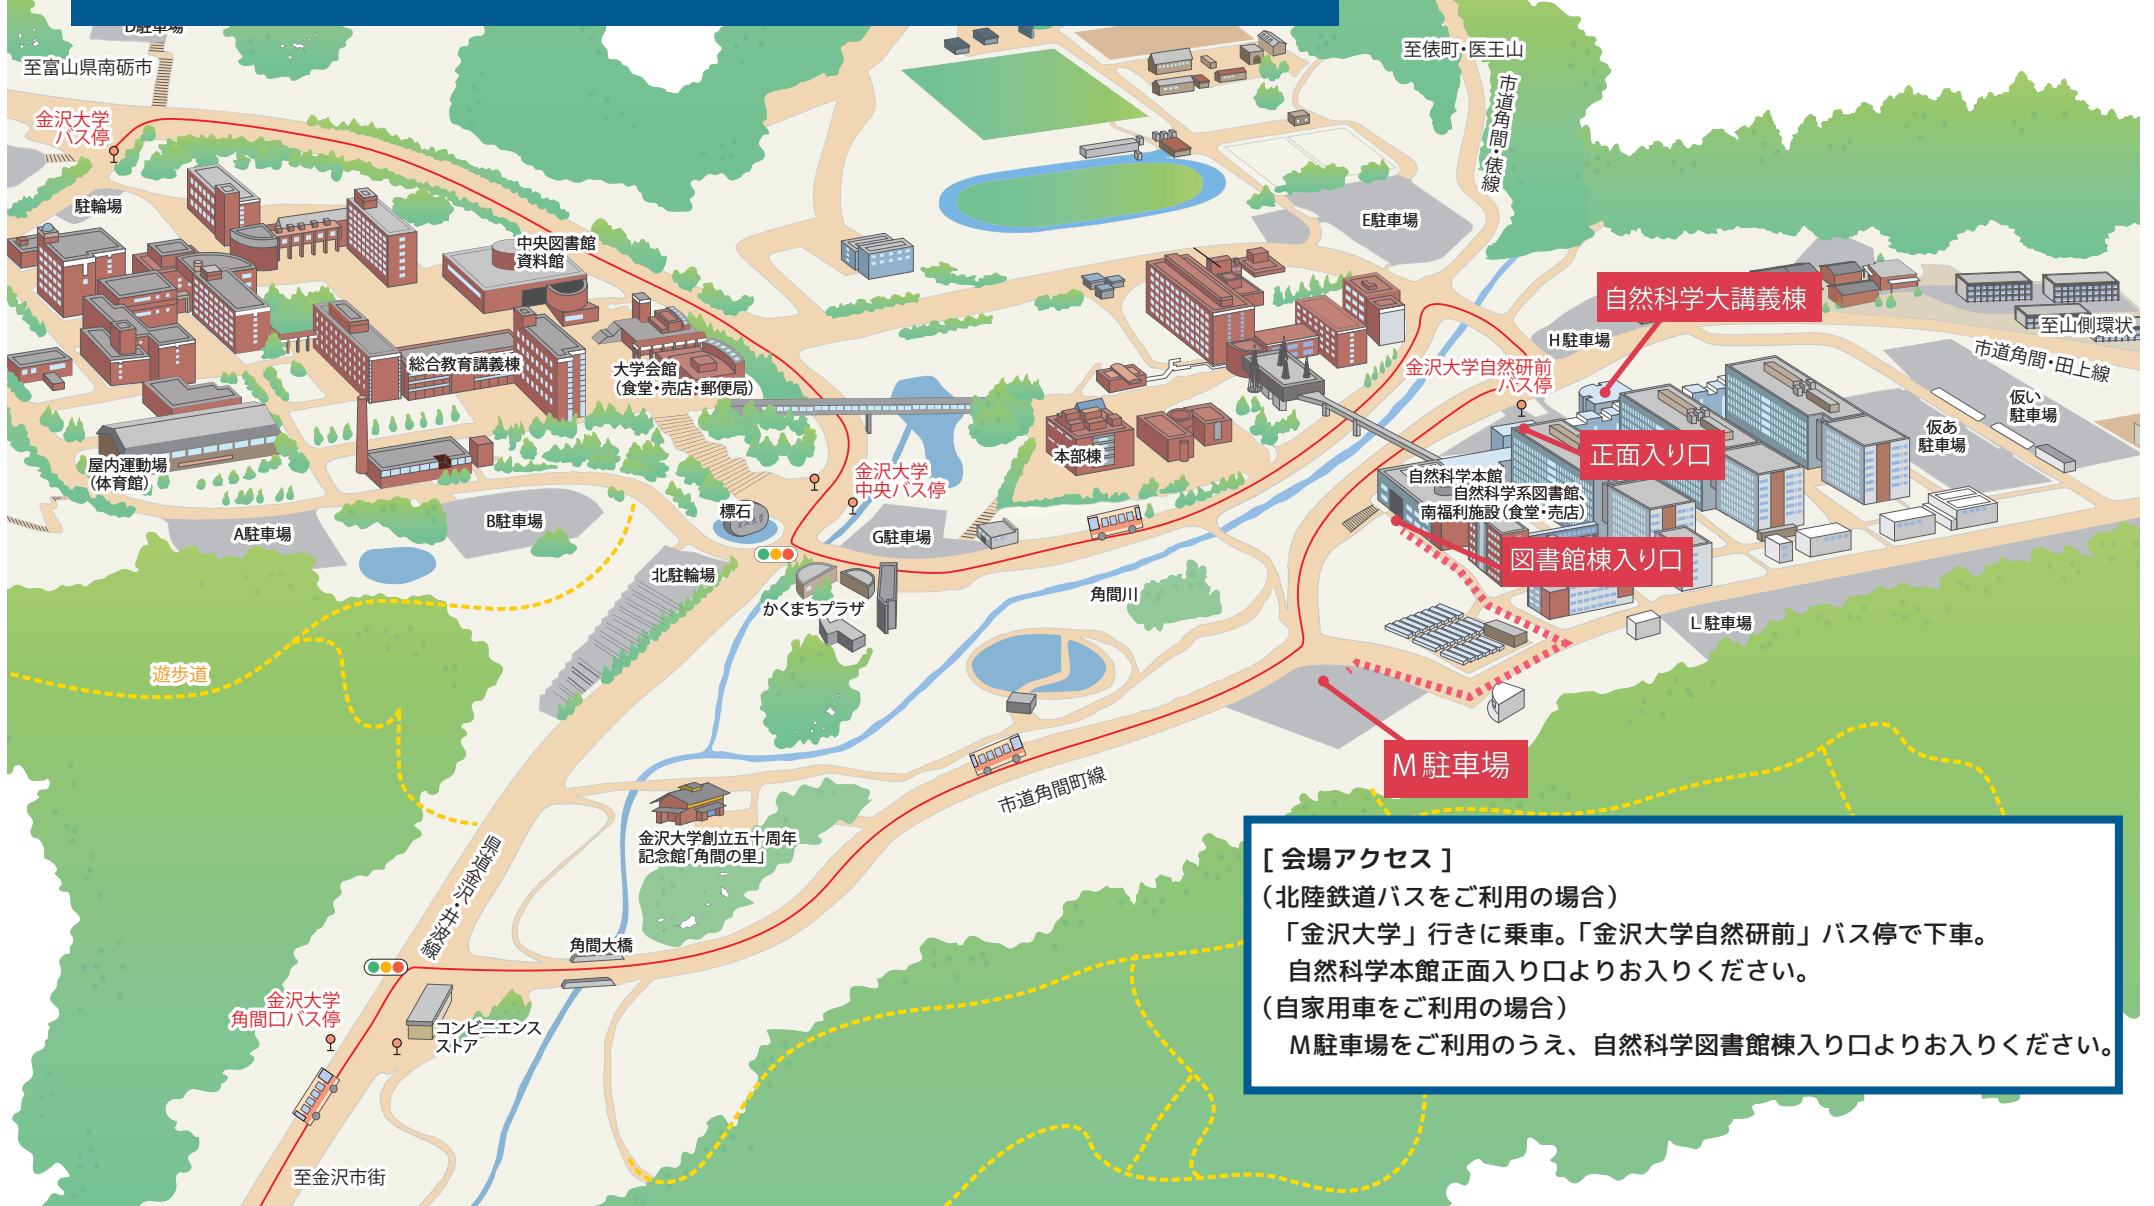 D駐車場
至富山県南砺市
至俵町・医王山
市道角間・俵線
金沢大学
バス停
駐輪場
E駐車場
中央図書館
資料館
自然科学大講義棟
至山側環状
H駐車場
市道角間・田上線
総合教育講義棟
大学会館
(食堂・売店・郵便局)
金沢大学自然研前
バス停
仮い
駐車場
仮あ
駐車場
本部棟
正面入り口
屋内運動場
(体育館)
金沢大学
中央バス停
自然科学本館
自然科学系図書館、
南福利施設(食堂・売店)
標石
A駐車場
B駐車場
G駐車場
図書館棟入り口
北駐輪場
かくまちプラザ
角間川
L駐車場
遊歩道
M駐車場
市道角間町線
金沢大学創立五十周年
記念館「角間の里」
県道金沢・井波線
角間大橋
金沢大学
角間口バス停
コンビニエンス
ストア
至金沢市街
[ 会場アクセス ]
(北陸鉄道バスをご利用の場合)
「金沢大学」行きに乗車。「金沢大学自然研前」バス停で下車。
自然科学本館正面入り口よりお入りください。
(自家用車をご利用の場合)
M駐車場をご利用のうえ、自然科学図書館棟入り口よりお入りください。